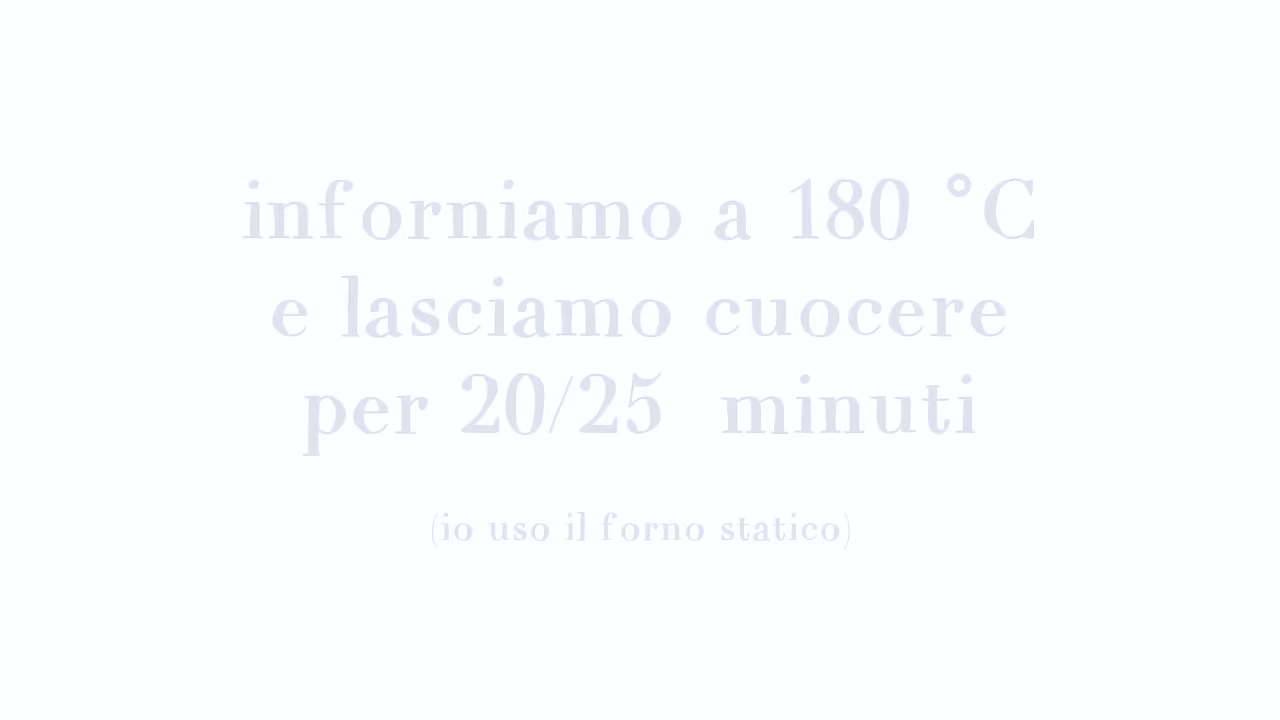 inforniamo a 180 °C
e lasciamo cuocere
per 20/25 minuti
(io uso il forno statico)